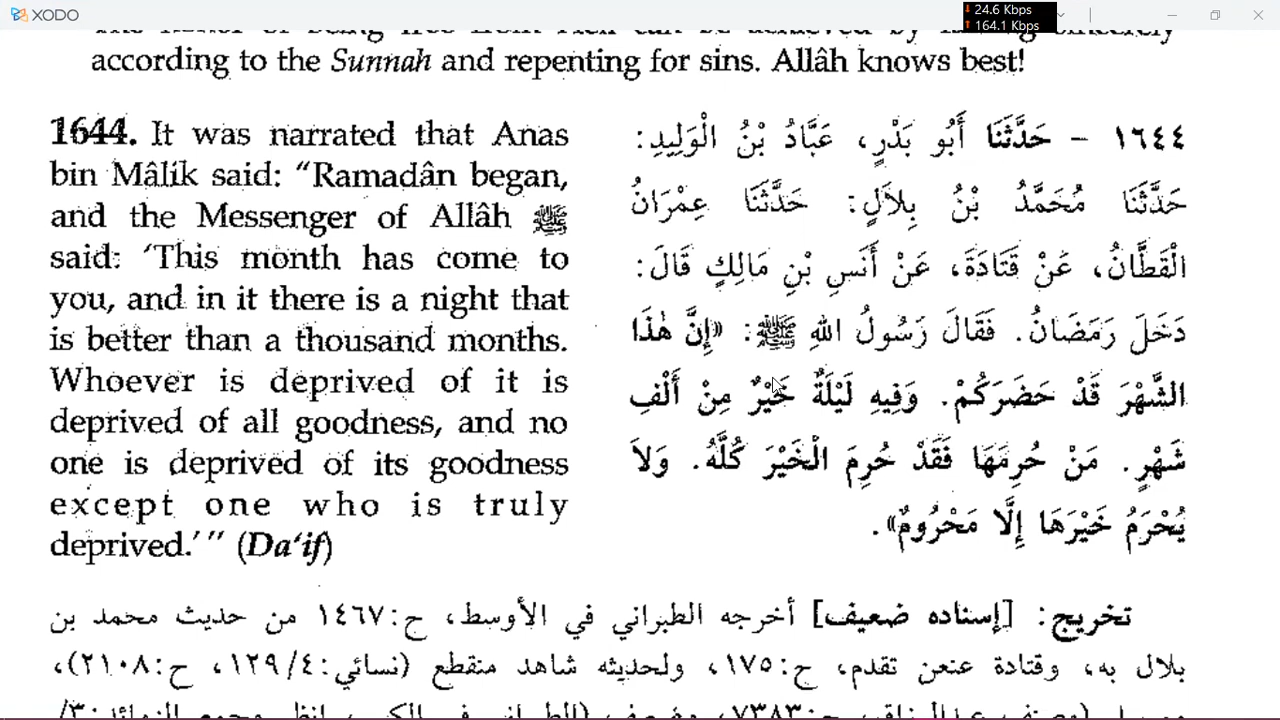 XODO
24.6 Kbps
164.1 Kbps
according to the Sunnah and repenting for sins. Allâh knows best!
1644. It was narrated that Anas
bin Mâlik said: “Ramadân began,
and the Messenger of Allâh ﷺ
said: ‘This month has come to
you, and in it there is a night that
is better than a thousand months.
Whoever is deprived of it is
deprived of all goodness, and no
one is deprived of its goodness
except one who is truly
deprived.’” (Da‘if)
١٦٤٤ - حَدَّثَنَا أَبُو بَدْرٍ، عَبَّادُ بْنُ الْوَلِيدِ:
حَدَّثَنَا مُحَمَّدُ بْنُ بِلاَلٍ: حَدَّثَنَا عِمْرَانُ
الْقَطَّانُ، عَنْ قَتَادَةَ، عَنْ أَنَسِ بْنِ مَالِكٍ قَالَ:
دَخَلَ رَمَضَانُ. فَقَالَ رَسُولُ اللهِ ﷺ: «إِنَّ هٰذَا
الشَّهْرَ قَدْ حَضَرَكُمْ. وَفِيهِ لَيْلَةٌ خَيْرٌ مِنْ أَلْفِ
شَهْرٍ. مَنْ حُرِمَهَا فَقَدْ حُرِمَ الْخَيْرَ كُلَّهُ. وَلاَ
يُحْرَمُ خَيْرَهَا إِلَّا مَحْرُومٌ».
تخريج: [إسناده ضعيف] أخرجه الطبراني في الأوسط، ح:١٤٦٧ من حديث محمد بن
بلال به، وقتادة عنعن تقدم، ح:١٧٥، ولحديثه شاهد منقطع (نسائي:٤/ ١٢٩، ح:٢١٠٨)،